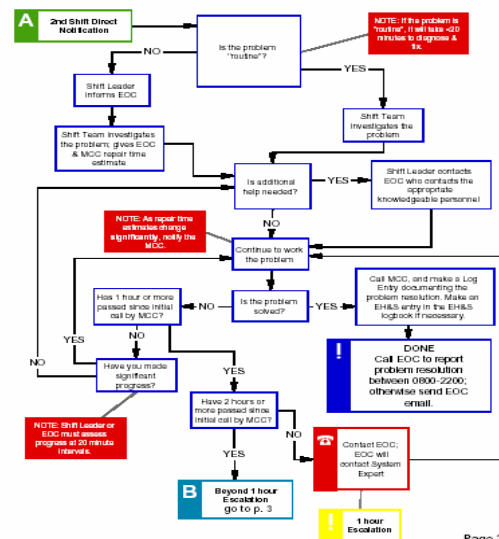 A
2nd Shift Direct
Notification
Is the problem
"routine"?
NOTE: If the problem is
"routine", it will take <20
minutes to diagnose &
fix.
NO
YES
Shift Leader
informs EOC
Shift Team investigates
the problem; gives EOC
& MCC repair time
estimate
Shift Team
investigates the
problem
Is additional
help needed?
YES
Shift Leader contacts
EOC who contacts the
appropriate
knowledgeable personnel
NO
NOTE: As repair time
estimates change
significantly, notify the
MCC.
Continue to work
the problem
Has 1 hour or more
passed since initial
call by MCC?
NO
Is the problem
solved?
YES
Call MCC, and make a Log
Entry documenting the
problem resolution. Make an
EH&S entry in the EH&S
logbook if necessary.
YES
NO
NO
Have you made
significant
progress?
YES
!
DONE
Call EOC to report
problem resolution
between 0800-2200;
otherwise send EOC
email.
Have 2 hours or
more passed since
initial call by MCC?
NO
NOTE: Shift Leader or
EOC must assess
progress at 20 minute
intervals.
YES
Contact EOC;
EOC will
contact System
Expert
B
Beyond 1 hour
Escalation
go to p. 3
!
1 hour
Escalation
Page